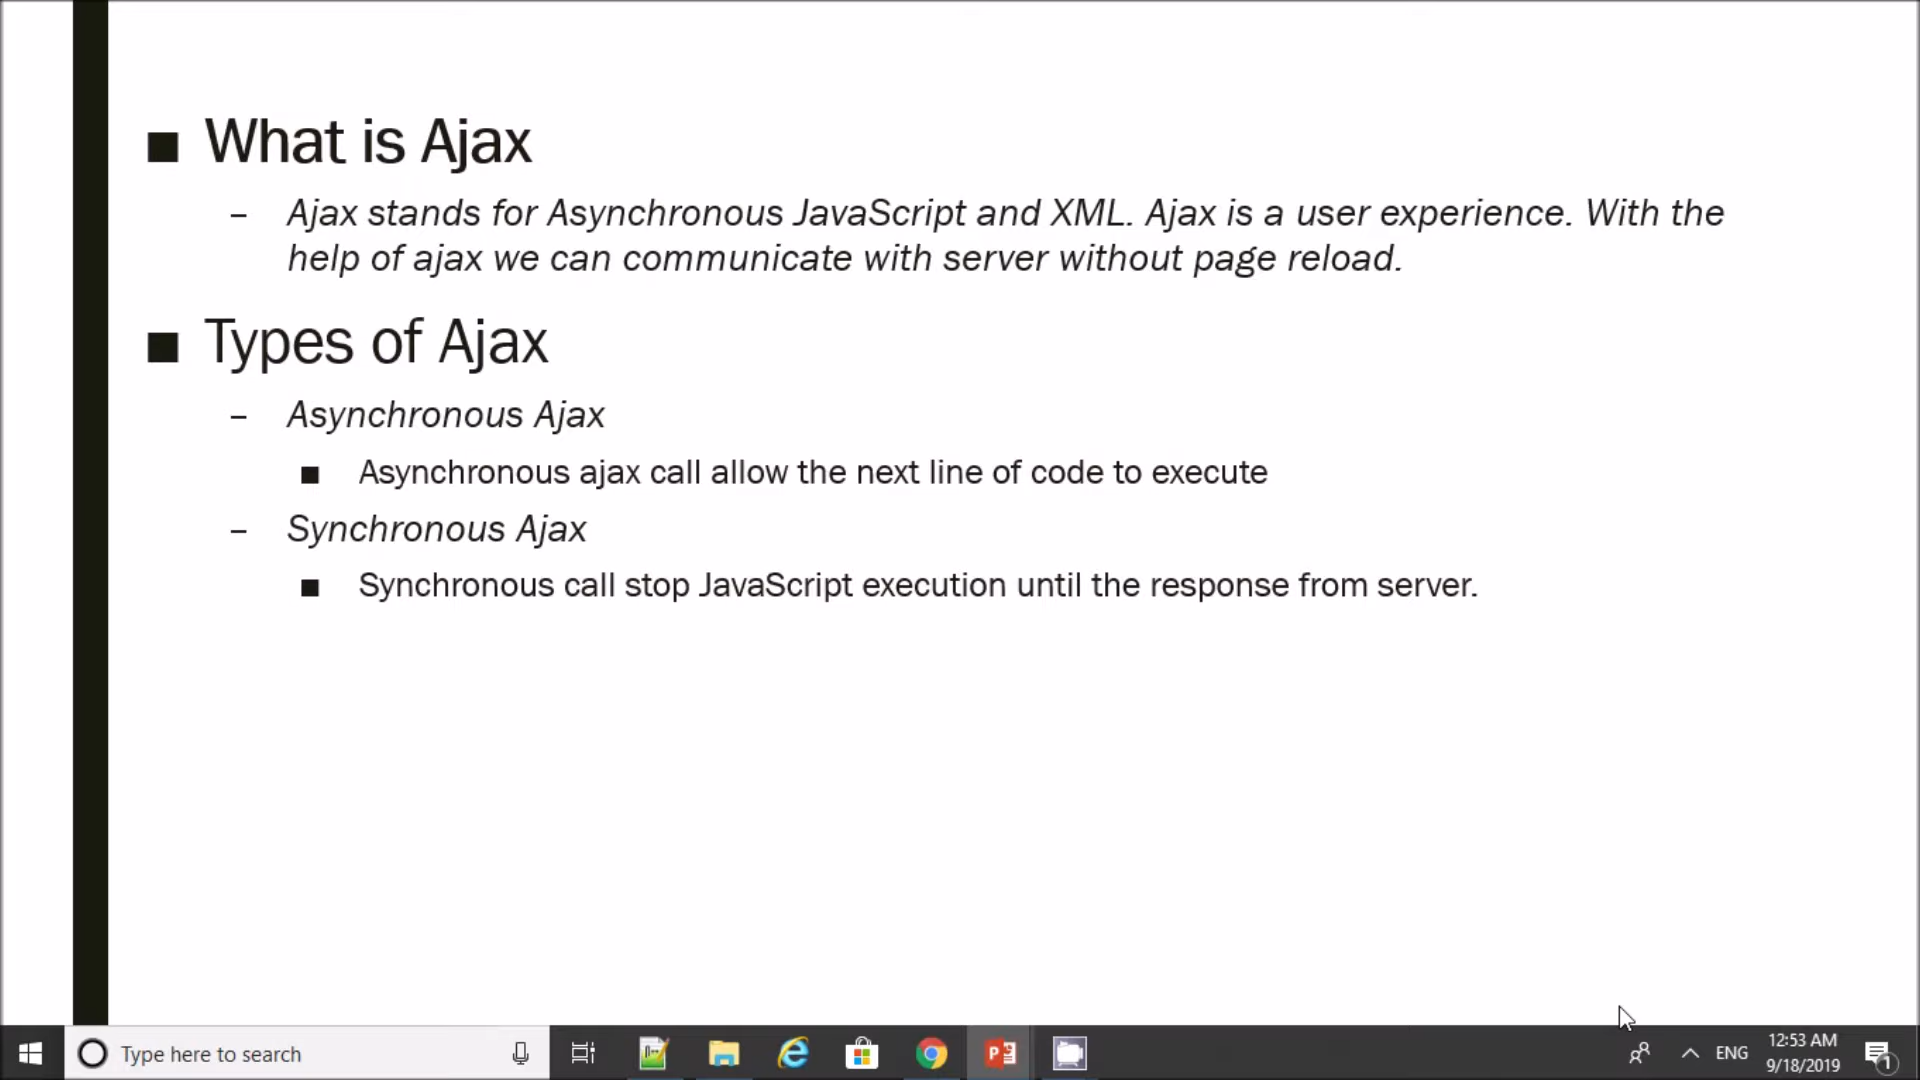 ■ What is Ajax
– Ajax stands for Asynchronous JavaScript and XML. Ajax is a user experience. With the
help of ajax we can communicate with server without page reload.
■ Types of Ajax
– Asynchronous Ajax
■ Asynchronous ajax call allow the next line of code to execute
– Synchronous Ajax
■ Synchronous call stop JavaScript execution until the response from server.
Type here to search
ENG
12:53 AM
9/18/2019
1